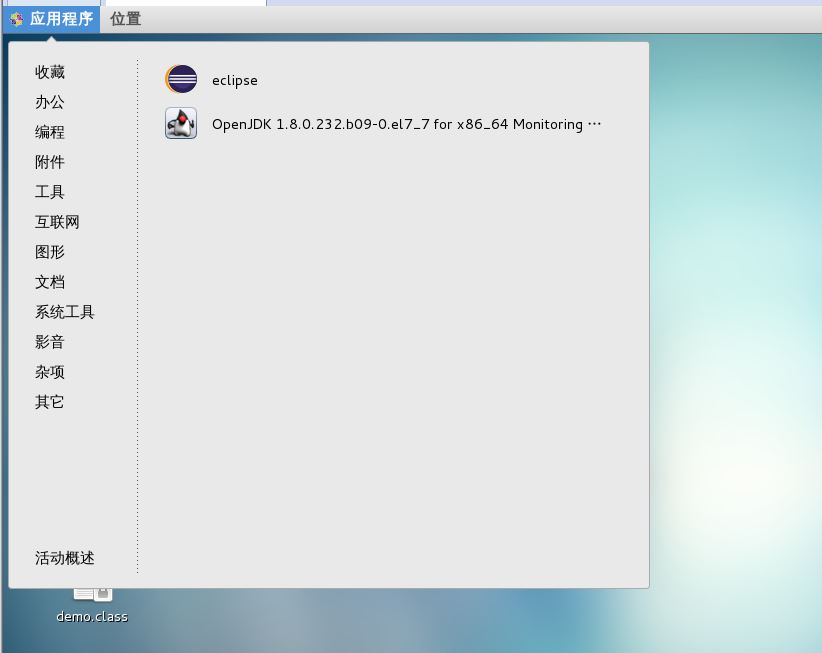 应用程序 位置
收藏
办公
编程
附件
工具
互联网
图形
文档
系统工具
影音
杂项
其它
活动概述
eclipse
OpenJDK 1.8.0.232.b09-0.el7_7 for x86_64 Monitoring ···
demo.class